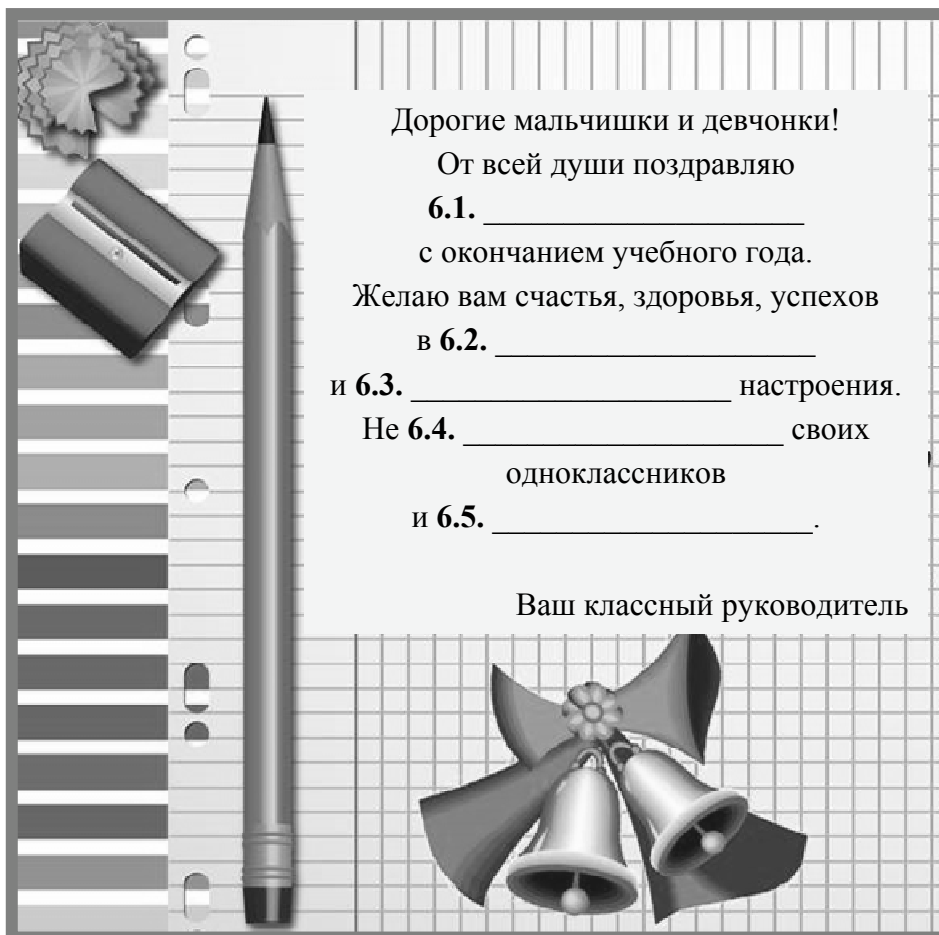 Дорогие мальчишки и девчонки!
От всей души поздравляю
6.1. ____________________
с окончанием учебного года.
Желаю вам счастья, здоровья, успехов
в 6.2. ____________________
и 6.3. ____________________ настроения.
Не 6.4. ____________________ своих
одноклассников
и 6.5. ____________________.
Ваш классный руководитель